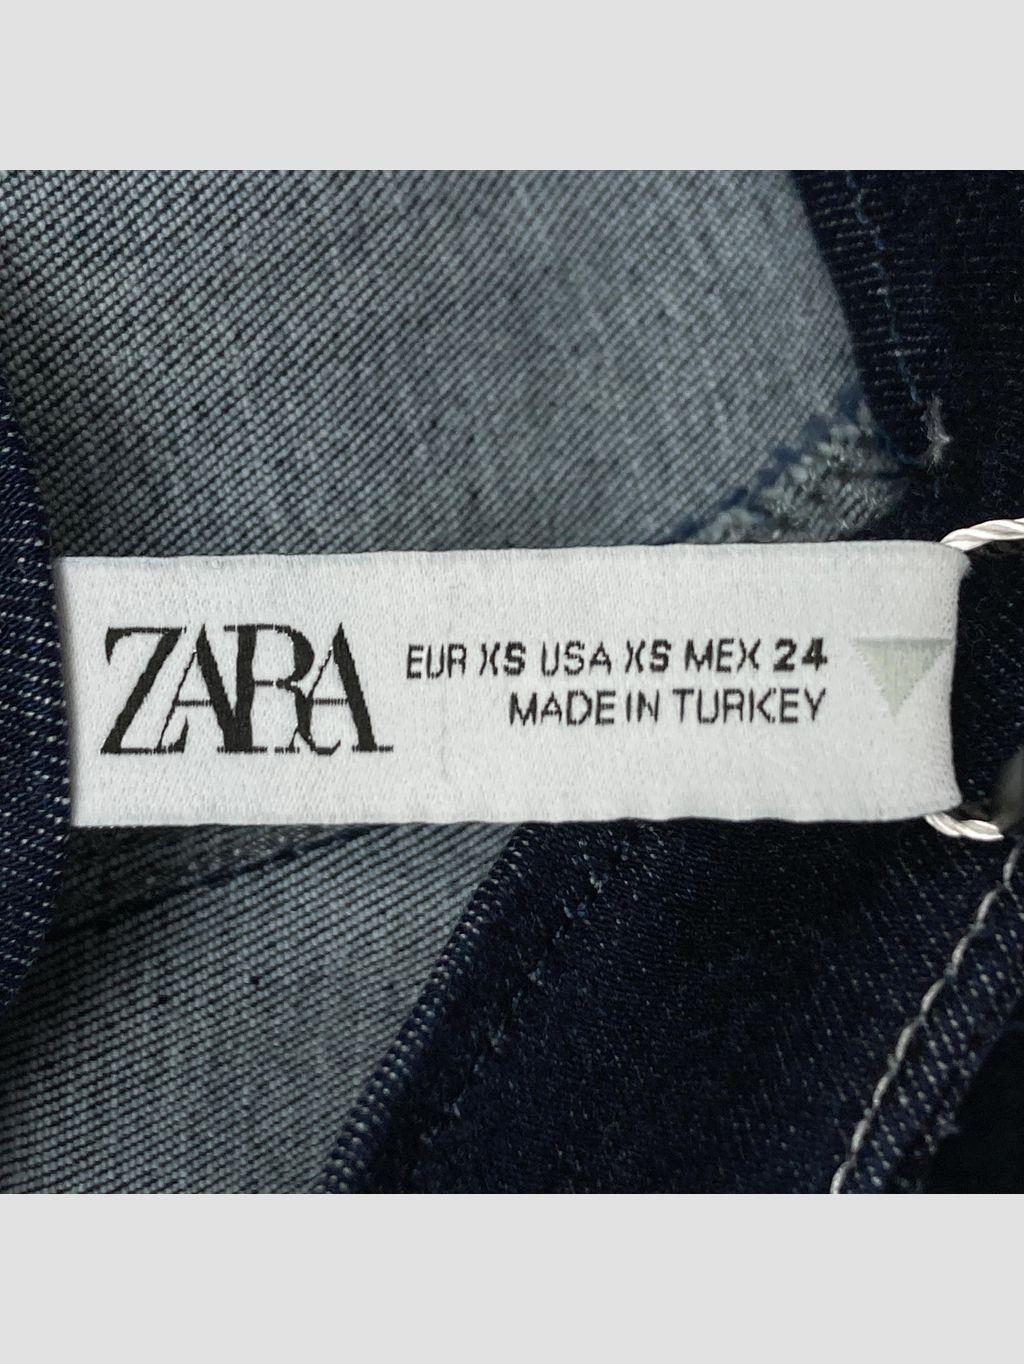 ZARA
EUR XS USA XS MEX 24
MADE IN TURKEY